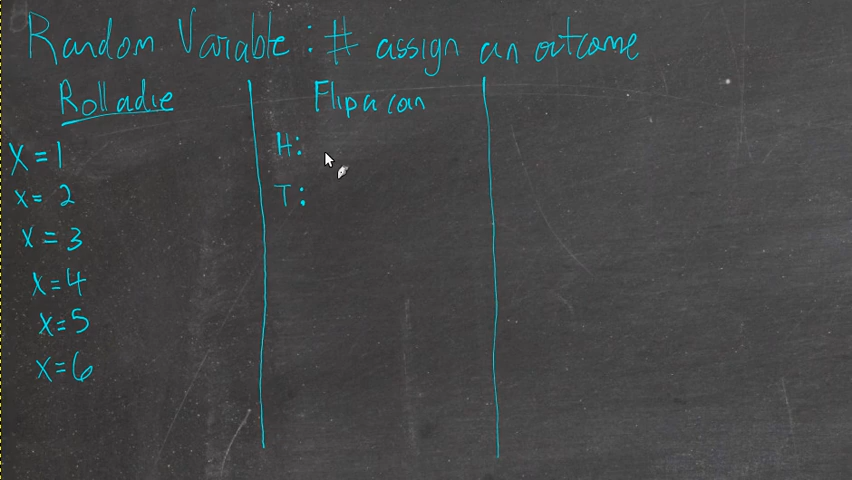 Random Variable: # assign an outcome
Roll a die
X = 1
x = 2
x = 3
x = 4
x = 5
x = 6
Flip a coin
H:
T: